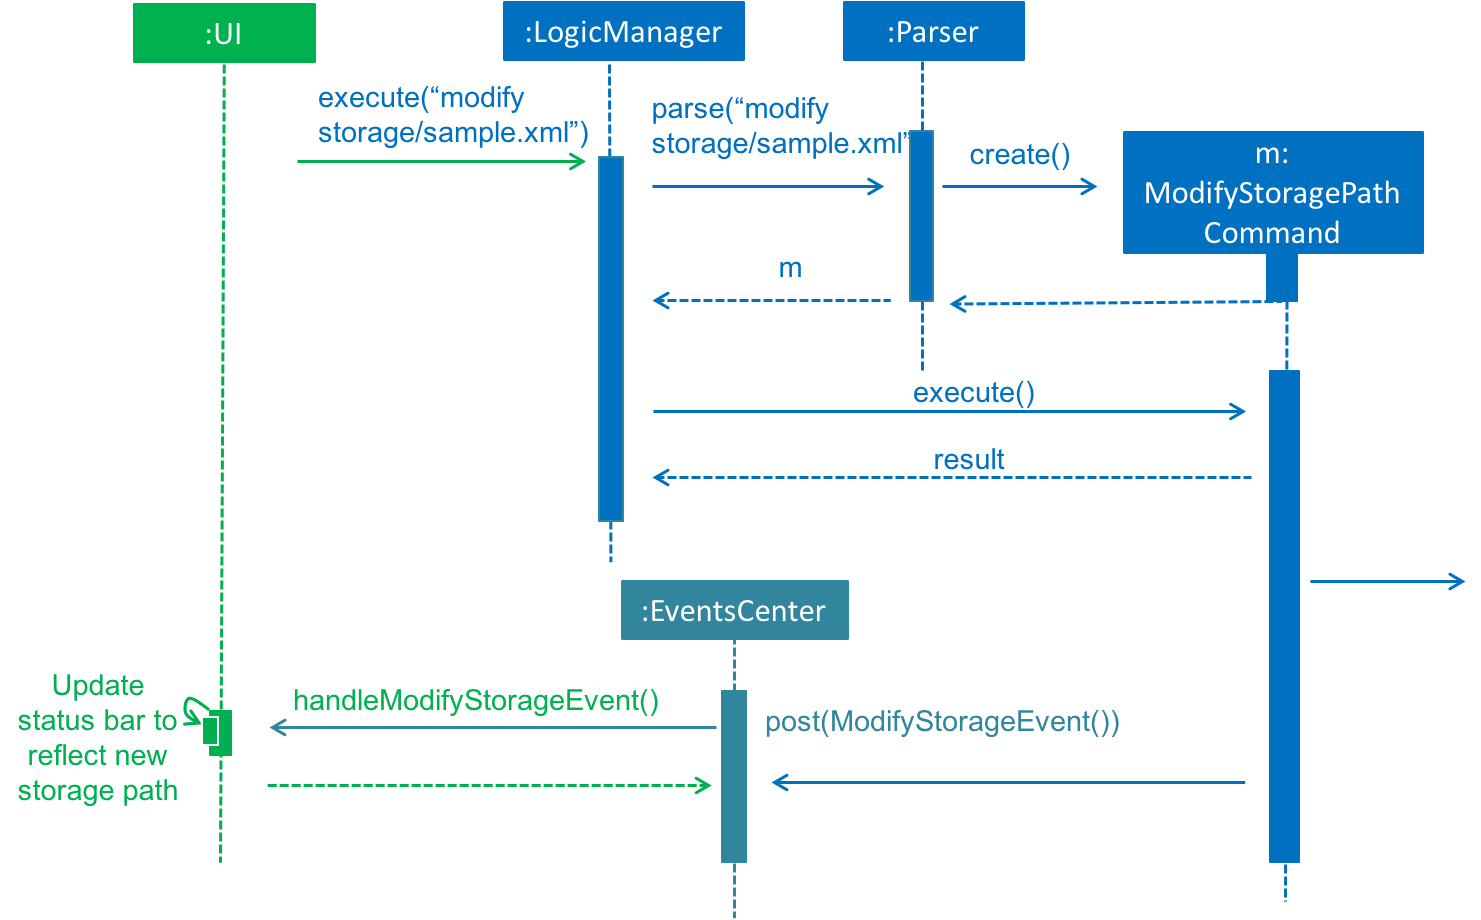 :UI
:LogicManager
:Parser
execute(“modify
storage/sample.xml”)
parse(“modify
storage/sample.xml”
create()
m:
ModifyStoragePath
Command
m
execute()
result
:EventsCenter
Update
status bar to
reflect new
storage path
handleModifyStorageEvent()
post(ModifyStorageEvent())